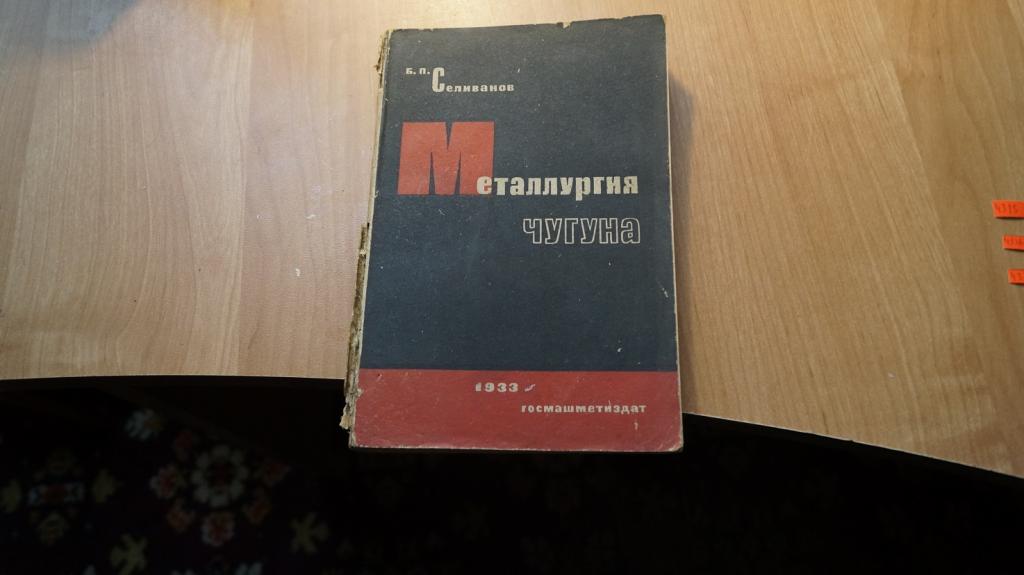 Б. П. Селиванов
Металлургия
чугуна
1933
госмашметиздат